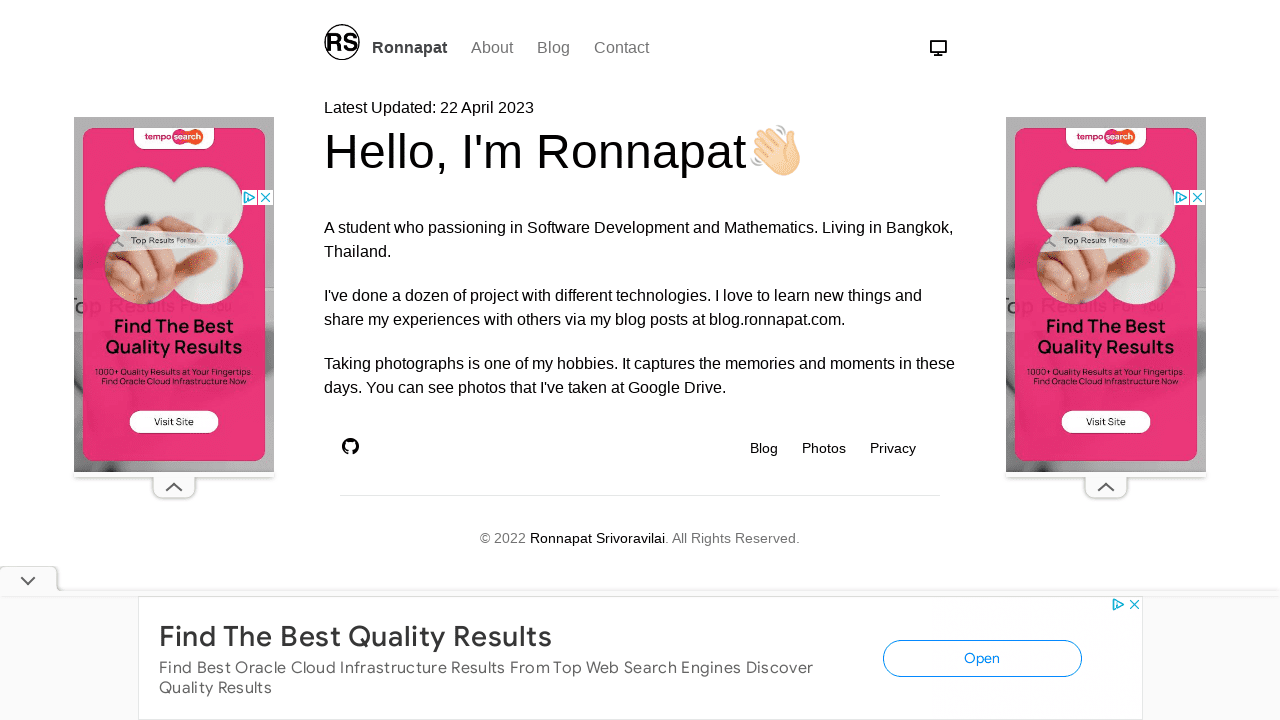 RS
Ronnapat About Blog Contact
Latest Updated: 22 April 2023
Hello, I'm Ronnapat👋🏻
A student who passioning in Software Development and Mathematics. Living in Bangkok,
Thailand.
I've done a dozen of project with different technologies. I love to learn new things and
share my experiences with others via my blog posts at blog.ronnapat.com.
Taking photographs is one of my hobbies. It captures the memories and moments in these
days. You can see photos that I've taken at Google Drive.
Blog Photos Privacy
© 2022 Ronnapat Srivoravilai. All Rights Reserved.
temposearch
Top Results For You
Top Results For You
Find The Best
Quality Results
1000+ Quality Results at Your Fingertips.
Find Oracle Cloud Infrastructure Now
Visit Site
temposearch
Top Results For You
Top Results For You
Find The Best
Quality Results
1000+ Quality Results at Your Fingertips.
Find Oracle Cloud Infrastructure Now
Visit Site
Find The Best Quality Results
Find Best Oracle Cloud Infrastructure Results From Top Web Search Engines Discover
Quality Results
Open